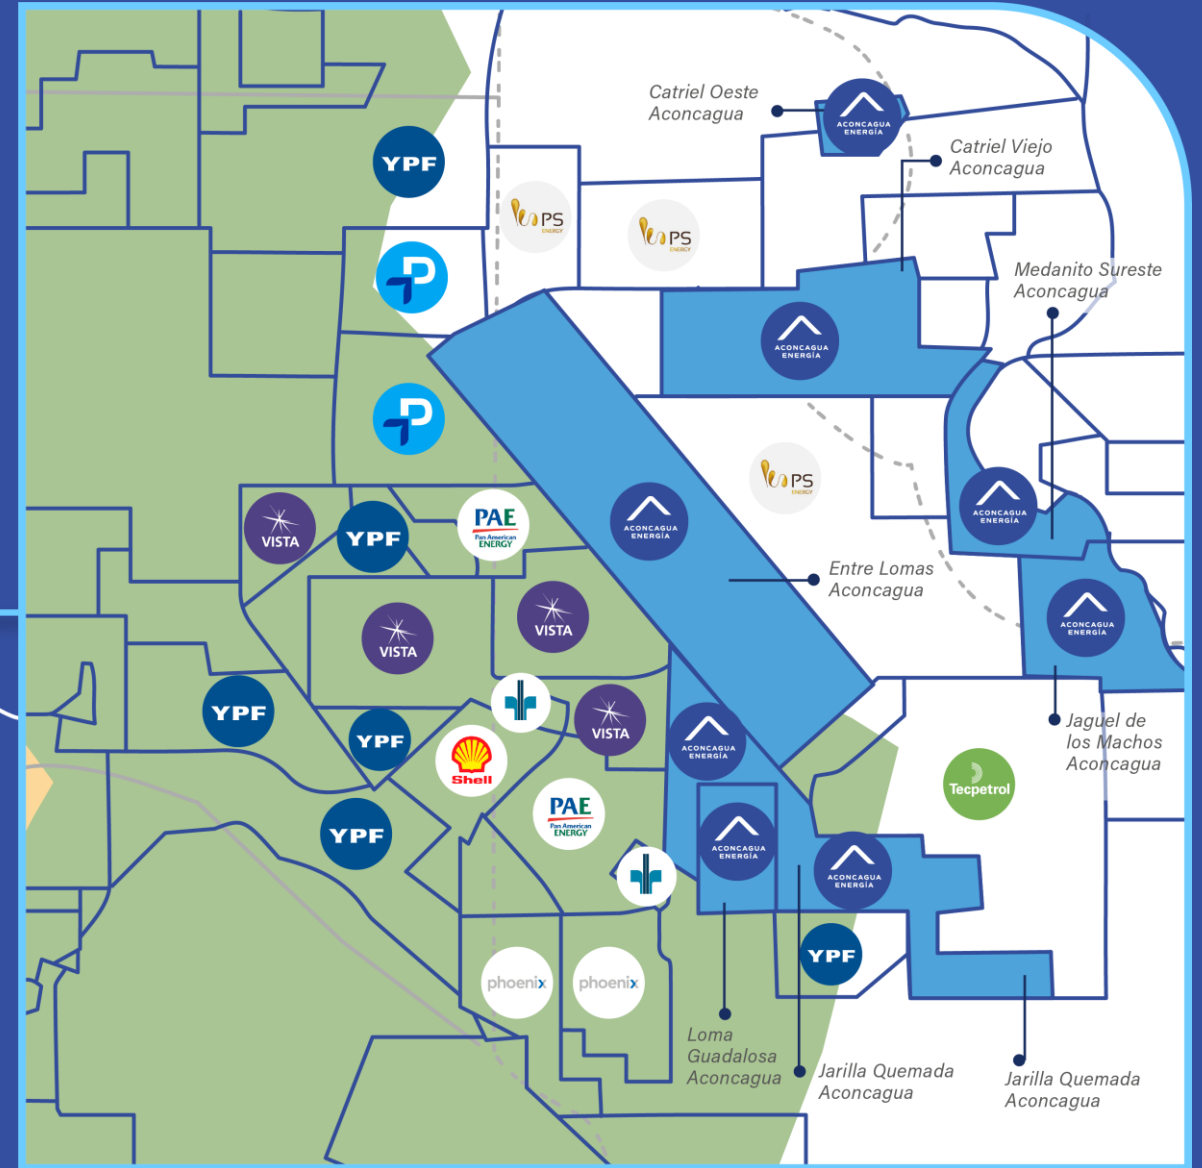 Catriel Oeste
Aconcagua
ACONCAGUA
ENERGÍA
Catriel Viejo
Aconcagua
YPF
PS
ENERGY
PS
ENERGY
Medanito Sureste
Aconcagua
P
ACONCAGUA
ENERGÍA
P
PS
ENERGY
VISTA
YPF
PAE
Pan American
ENERGY
ACONCAGUA
ENERGÍA
ACONCAGUA
ENERGÍA
Entre Lomas
Aconcagua
VISTA
VISTA
ACONCAGUA
ENERGÍA
YPF
YPF
Shell
VISTA
ACONCAGUA
ENERGÍA
Jaguel de
los Machos
Aconcagua
Tecpetrol
YPF
PAE
Pan American
ENERGY
ACONCAGUA
ENERGÍA
ACONCAGUA
ENERGÍA
YPF
phoenix
phoenix
Loma
Guadalosa
Aconcagua
Jarilla Quemada
Aconcagua
Jarilla Quemada
Aconcagua